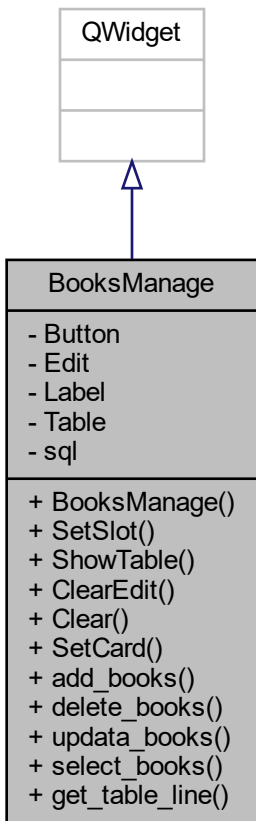 QWidget
BooksManage
- Button
- Edit
- Label
- Table
- sql
+ BooksManage()
+ SetSlot()
+ ShowTable()
+ ClearEdit()
+ Clear()
+ SetCard()
+ add_books()
+ delete_books()
+ updata_books()
+ select_books()
+ get_table_line()